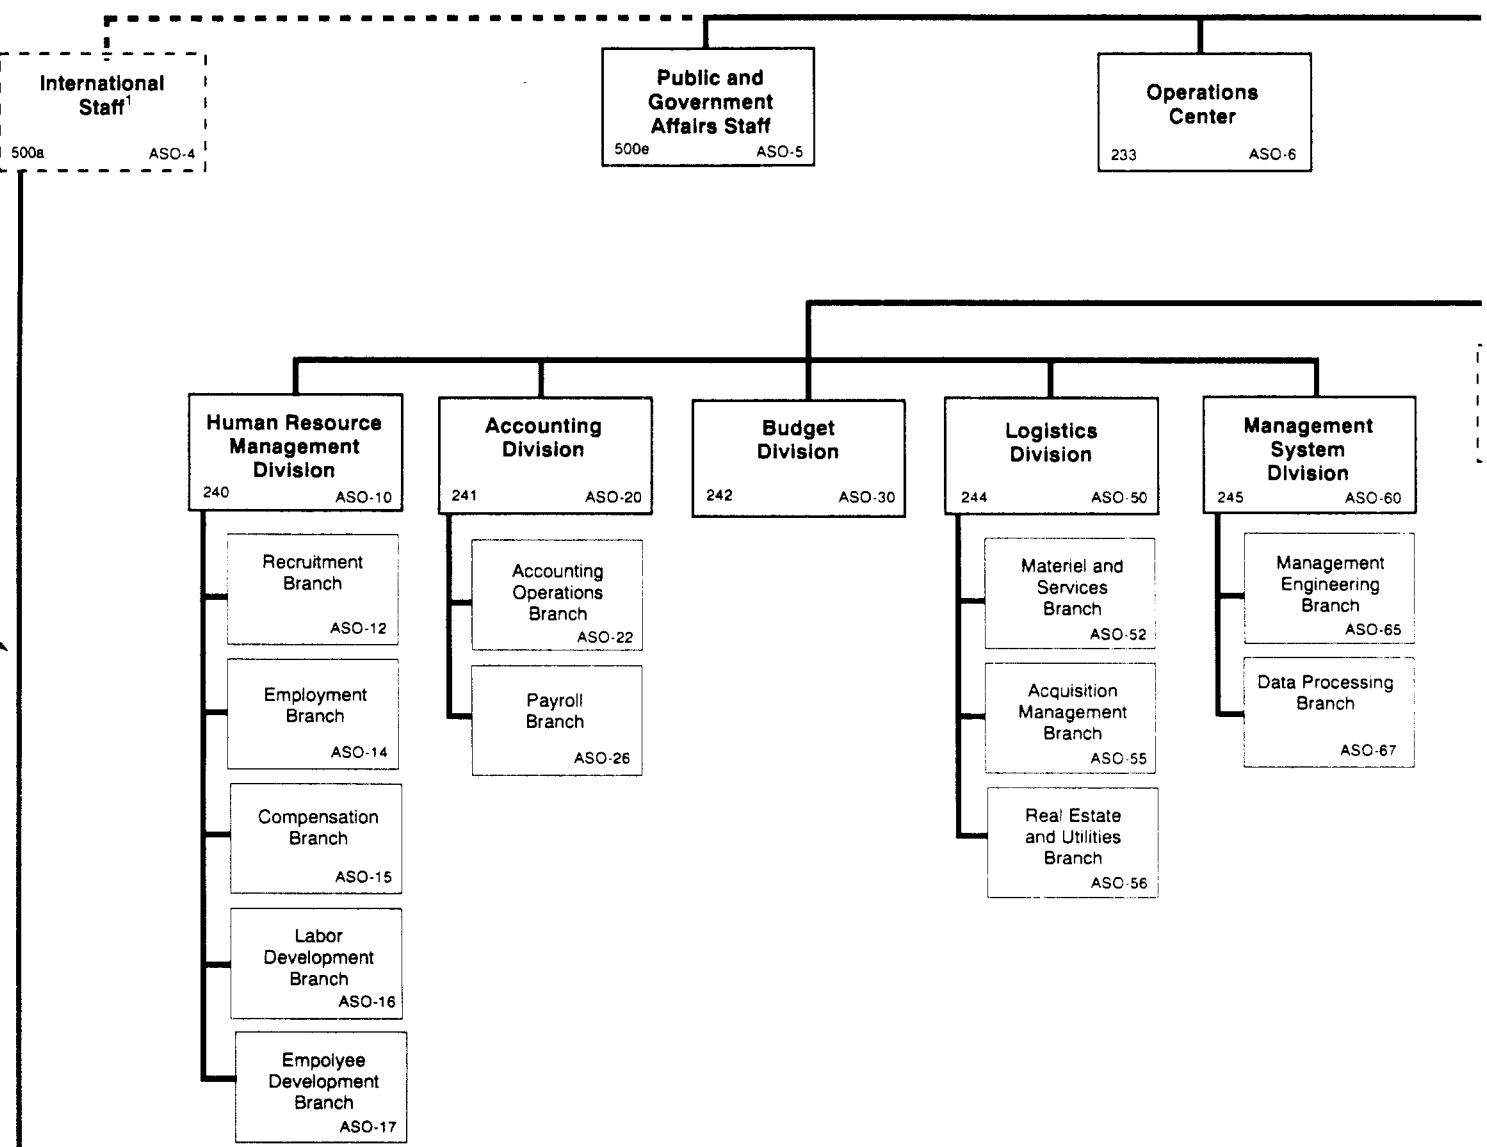 International
Staff1
500a ASO-4
Public and
Government
Affairs Staff
500e ASO-5
Operations
Center
233 ASO-6
Human Resource
Management
Division
240 ASO-10
Recruitment
Branch
ASO-12
Employment
Branch
ASO-14
Compensation
Branch
ASO-15
Labor
Development
Branch
ASO-16
Empolyee
Development
Branch
ASO-17
Accounting
Division
241 ASO-20
Accounting
Operations
Branch
ASO-22
Payroll
Branch
ASO-26
Budget
Division
242 ASO-30
Logistics
Division
244 ASO-50
Materiel and
Services
Branch
ASO-52
Acquisition
Management
Branch
ASO-55
Real Estate
and Utilities
Branch
ASO-56
Management
System
Division
245 ASO-60
Management
Engineering
Branch
ASO-65
Data Processing
Branch
ASO-67